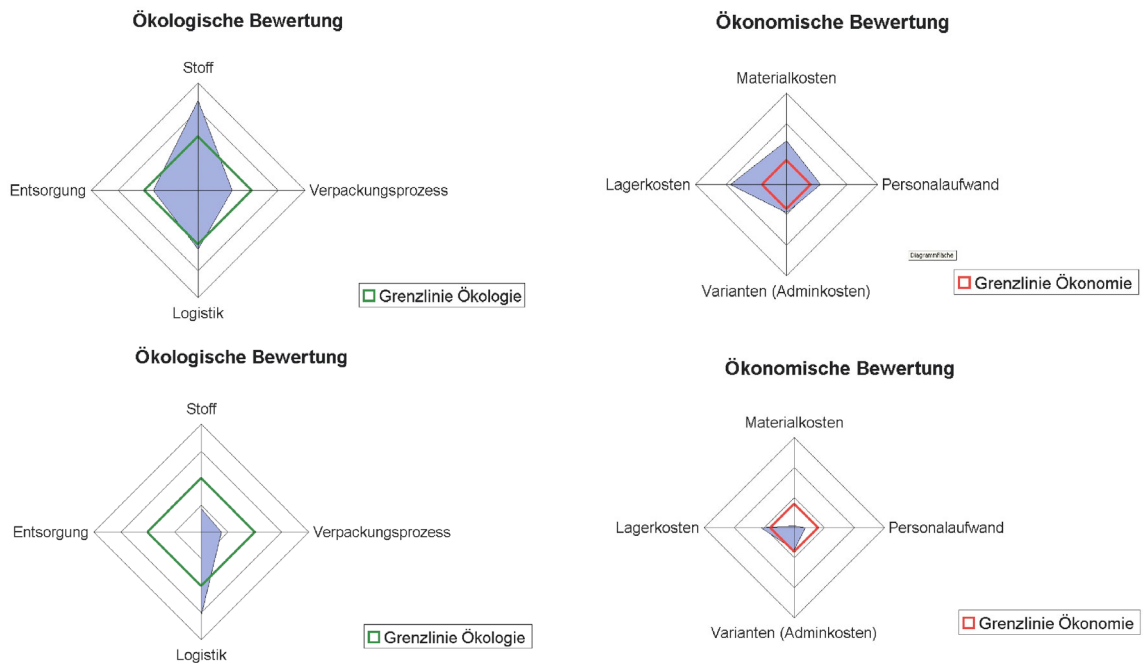 Ökologische Bewertung
Stoff
Entsorgung
Verpackungsprozess
Logistik
Grenzlinie Ökologie
Ökonomische Bewertung
Materialkosten
Lagerkosten
Personalaufwand
Diagrammfläche
Varianten (Adminkosten)
Grenzlinie Ökonomie
Ökologische Bewertung
Stoff
Entsorgung
Verpackungsprozess
Logistik
Grenzlinie Ökologie
Ökonomische Bewertung
Materialkosten
Lagerkosten
Personalaufwand
Varianten (Adminkosten)
Grenzlinie Ökonomie